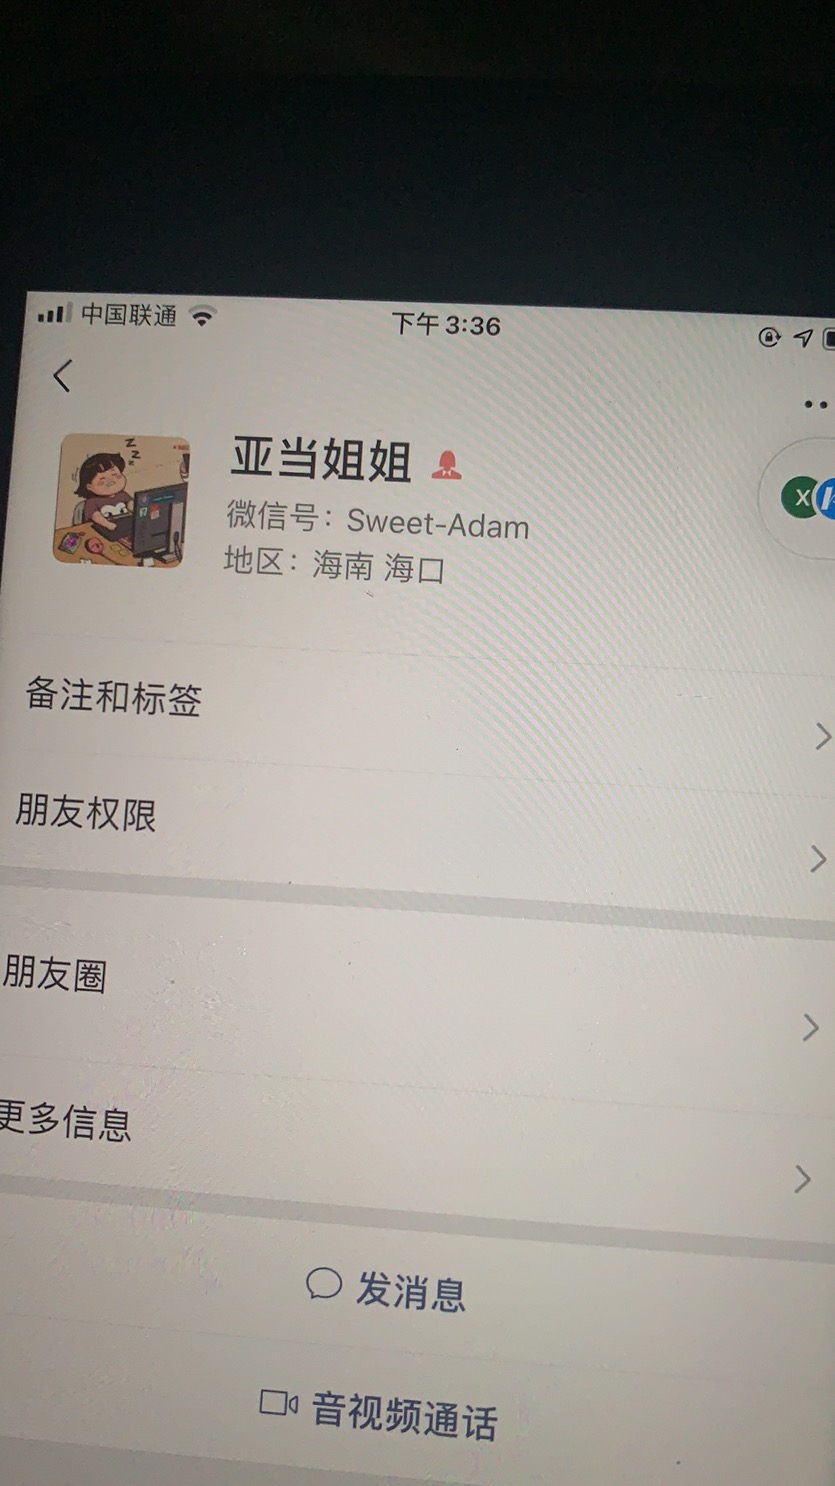 中国联通
下午3:36
亚当姐姐
微信号：Sweet-Adam
地区：海南 海口
备注和标签
朋友权限
朋友圈
更多信息
发消息
音视频通话